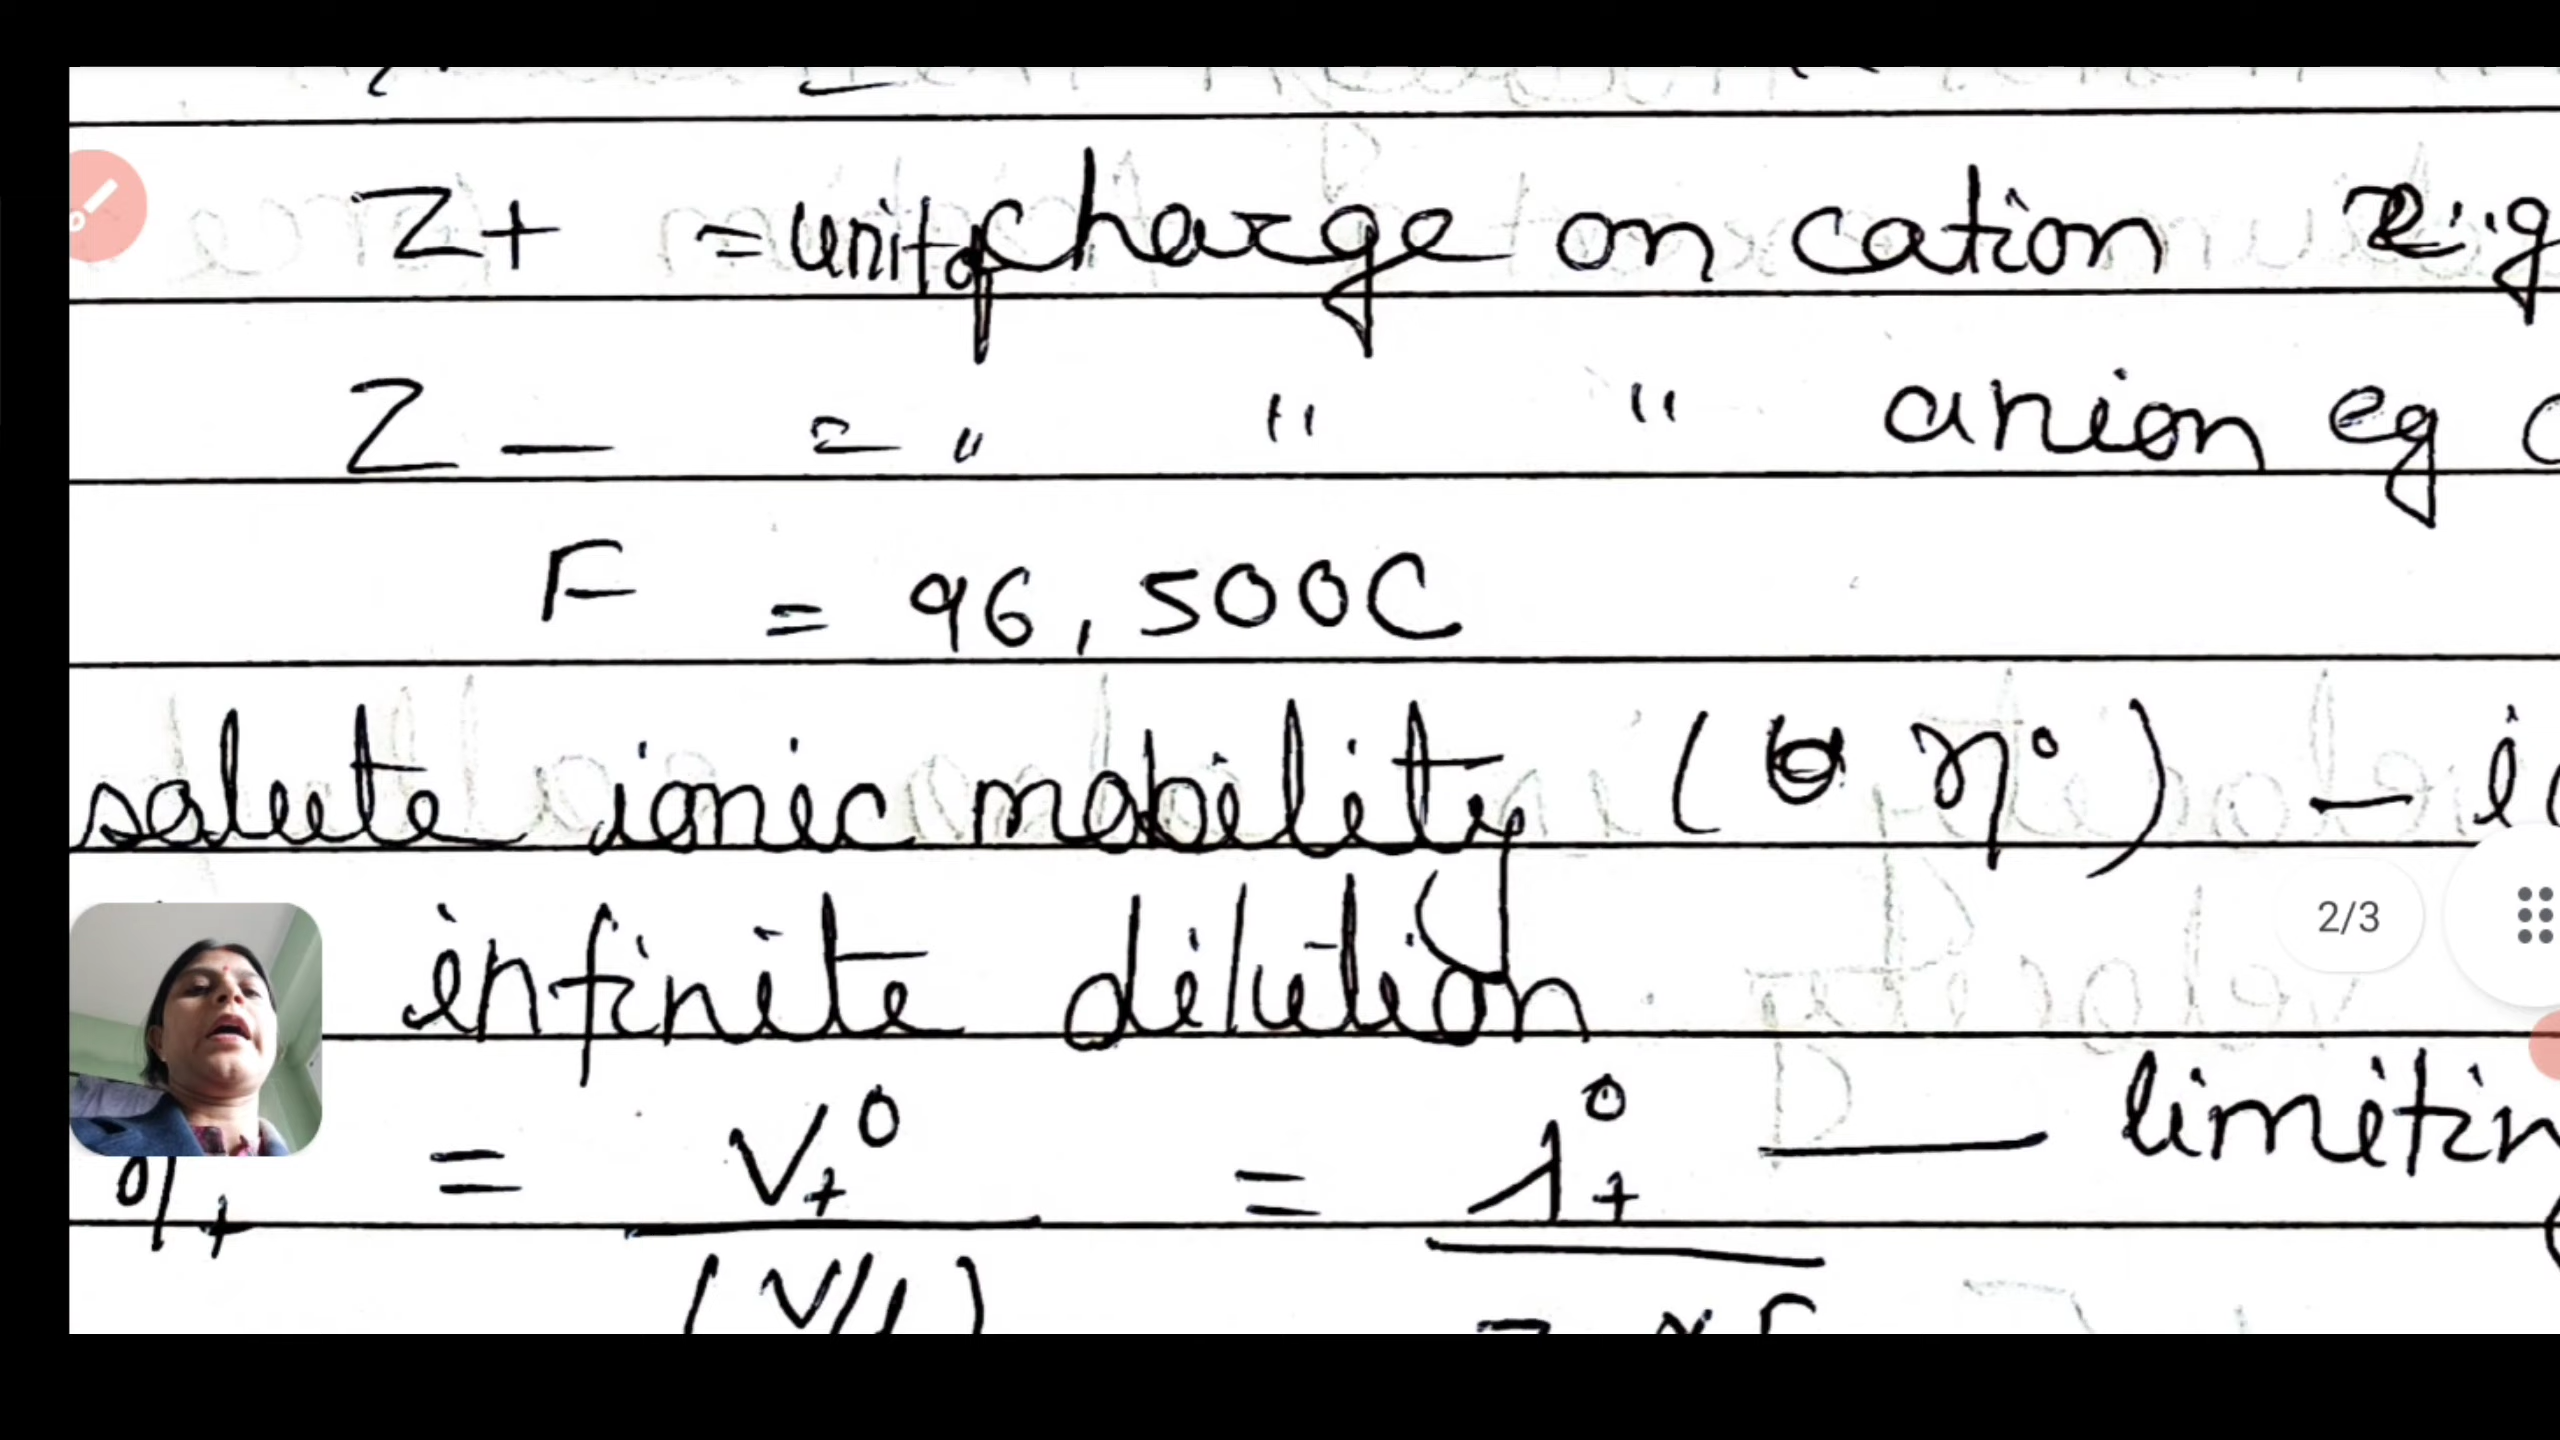 Z+ = unit of charge on cation
Z - = " " " anion eg
F = 96,500C
solute ionic mobility ( η° ) -
infinite dilution
2/3
η+ = V+° = λ+° — limitin
(V/l)